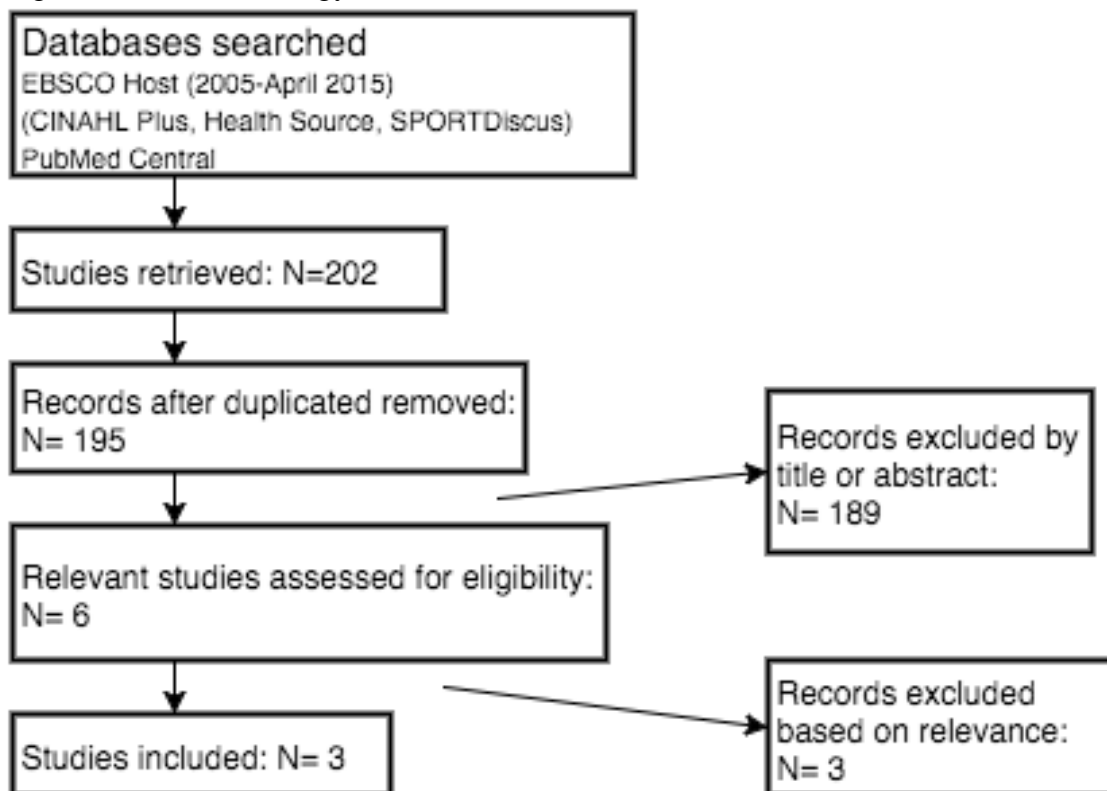 Databases searched
EBSCO Host (2005-April 2015)
(CINAHL Plus, Health Source, SPORTDiscus)
PubMed Central
Studies retrieved: N=202
Records after duplicated removed:
N= 195
Records excluded by
title or abstract:
N= 189
Relevant studies assessed for eligibility:
N= 6
Records excluded
based on relevance:
N= 3
Studies included: N= 3